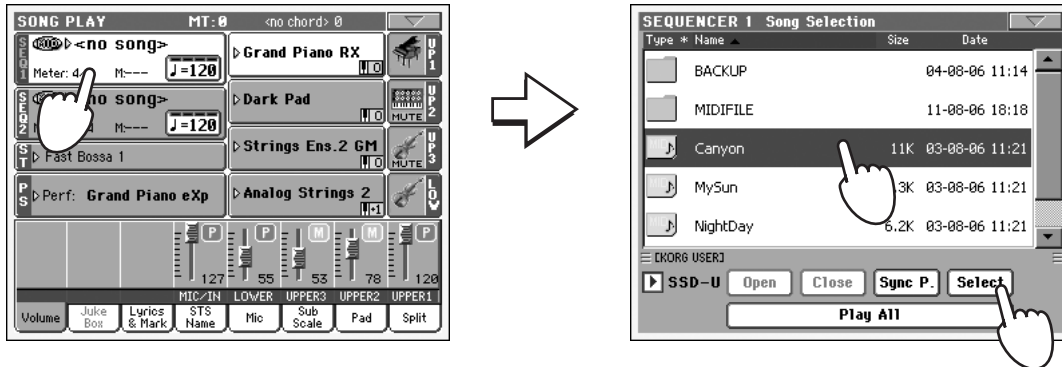 SONG PLAY MT:0 <no chord> 0
SEQ1 <no song>
Meter: 4/ M:--- ♩=120
Grand Piano RX 0 UP1
SEQ2 no song>
4 M:--- ♩=120
Dark Pad 0 MUTE UP2
ST Fast Bossa 1
Strings Ens.2 GM 0 MUTE UP3
PS Perf: Grand Piano eXp
Analog Strings 2 +1 LOW
P P M M P
127 55 53 78 120
MIC/IN LOWER UPPER3 UPPER2 UPPER1
Volume Juke Box Lyrics & Mark STS Name Mic Sub Scale Pad Split
SEQUENCER 1 Song Selection
Type * Name Size Date
BACKUP 04-08-06 11:14
MIDIFILE 11-08-06 18:18
Canyon 11K 03-08-06 11:21
MySun .3K 03-08-06 11:21
NightDay 6.2K 03-08-06 11:21
[KORG USER]
SSD-U Open Close Sync P. Select
Play All